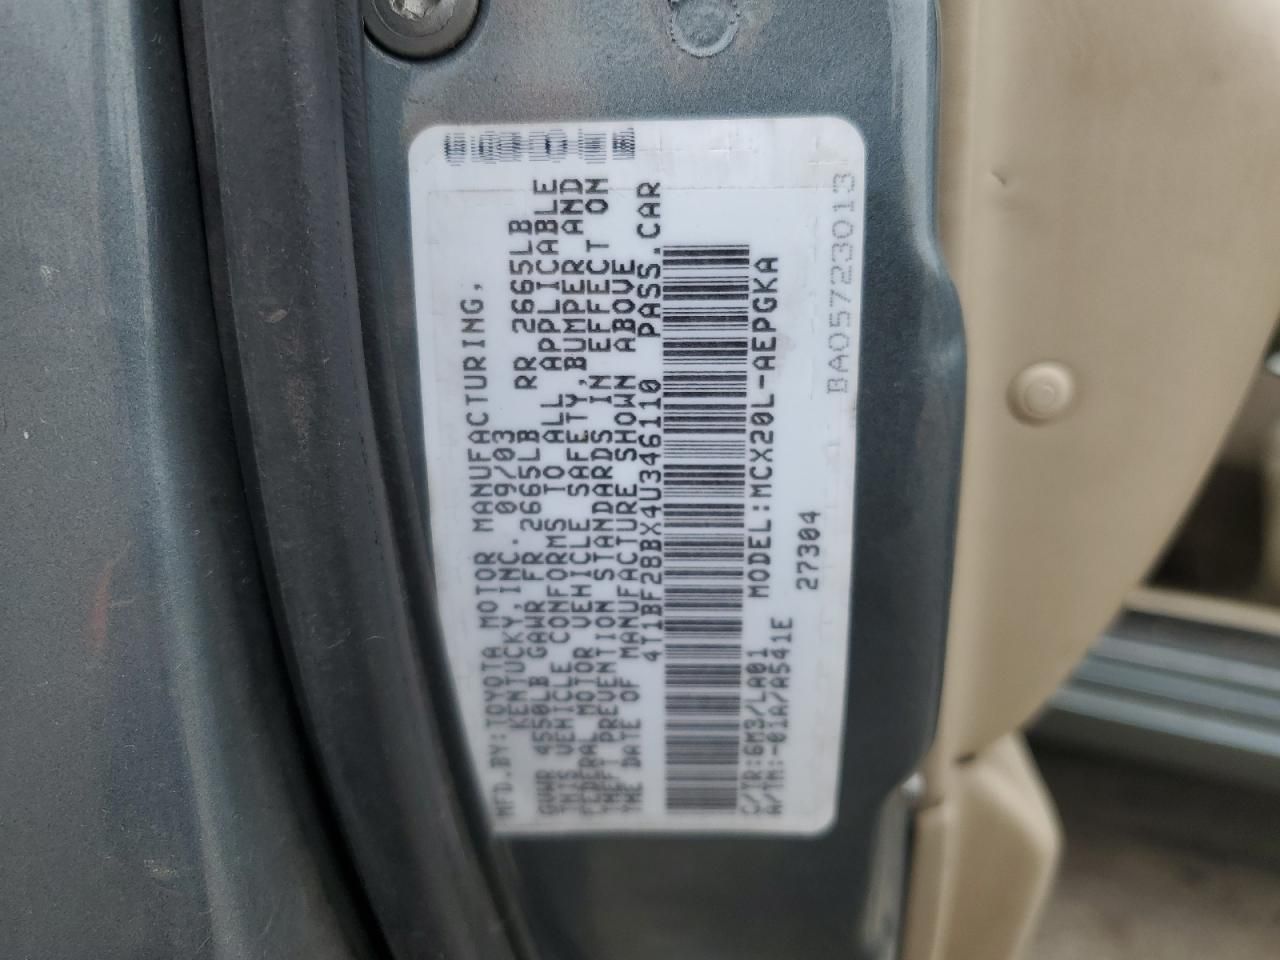 MFD.BY: TOYOTA MOTOR MANUFACTURING,
KENTUCKY, INC. 09/03
GVWR 4550LB GAWR FR 2665LB RR 2665LB
THIS VEHICLE CONFORMS TO ALL APPLICABLE
FEDERAL MOTOR VEHICLE SAFETY, BUMPER AND
THEFT PREVENTION STANDARDS IN EFFECT ON
THE DATE OF MANUFACTURE SHOWN ABOVE
4T1BF28BX4U346110 PASS.CAR
C/TR:6M3/LA01 MODEL:MCX20L-AEPGKA
A/TM:-01A/A541E
27304
BA05723013